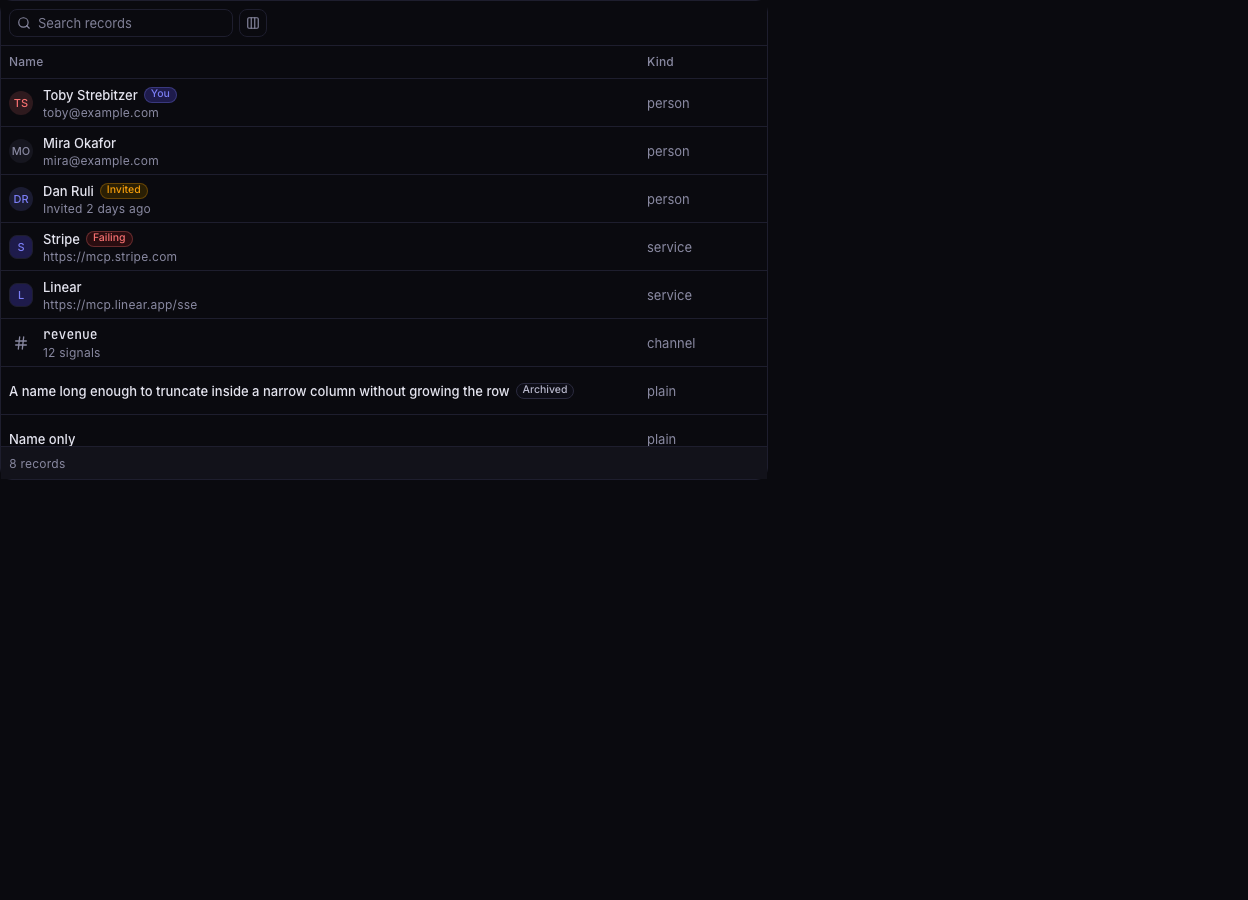 Search records
Name Kind
TS Toby Strebitzer You person
toby@example.com
MO Mira Okafor person
mira@example.com
DR Dan Ruli Invited person
Invited 2 days ago
S Stripe Failing service
https://mcp.stripe.com
L Linear service
https://mcp.linear.app/sse
# revenue channel
12 signals
A name long enough to truncate inside a narrow column without growing the row Archived plain
Name only plain
8 records